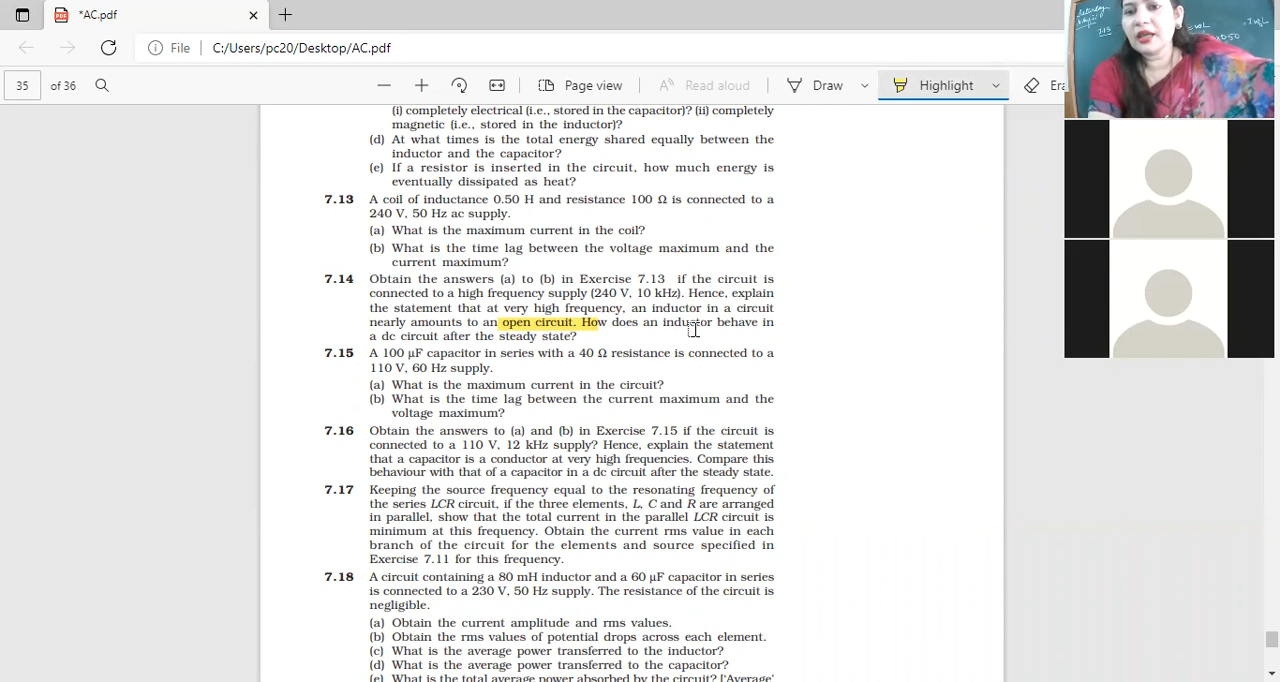 *AC.pdf
File C:/Users/pc20/Desktop/AC.pdf
35 of 36 Page view Read aloud Draw Highlight Era
(i) completely electrical (i.e., stored in the capacitor)? (ii) completely
magnetic (i.e., stored in the inductor)?
(d) At what times is the total energy shared equally between the
inductor and the capacitor?
(e) If a resistor is inserted in the circuit, how much energy is
eventually dissipated as heat?
7.13 A coil of inductance 0.50 H and resistance 100 Ω is connected to a
240 V, 50 Hz ac supply.
(a) What is the maximum current in the coil?
(b) What is the time lag between the voltage maximum and the
current maximum?
7.14 Obtain the answers (a) to (b) in Exercise 7.13 if the circuit is
connected to a high frequency supply (240 V, 10 kHz). Hence, explain
the statement that at very high frequency, an inductor in a circuit
nearly amounts to an open circuit. How does an inductor behave in
a dc circuit after the steady state?
7.15 A 100 μF capacitor in series with a 40 Ω resistance is connected to a
110 V, 60 Hz supply.
(a) What is the maximum current in the circuit?
(b) What is the time lag between the current maximum and the
voltage maximum?
7.16 Obtain the answers to (a) and (b) in Exercise 7.15 if the circuit is
connected to a 110 V, 12 kHz supply? Hence, explain the statement
that a capacitor is a conductor at very high frequencies. Compare this
behaviour with that of a capacitor in a dc circuit after the steady state.
7.17 Keeping the source frequency equal to the resonating frequency of
the series LCR circuit, if the three elements, L, C and R are arranged
in parallel, show that the total current in the parallel LCR circuit is
minimum at this frequency. Obtain the current rms value in each
branch of the circuit for the elements and source specified in
Exercise 7.11 for this frequency.
7.18 A circuit containing a 80 mH inductor and a 60 μF capacitor in series
is connected to a 230 V, 50 Hz supply. The resistance of the circuit is
negligible.
(a) Obtain the current amplitude and rms values.
(b) Obtain the rms values of potential drops across each element.
(c) What is the average power transferred to the inductor?
(d) What is the average power transferred to the capacitor?
(e) What is the total average power absorbed by the circuit? ['Average'
7.13